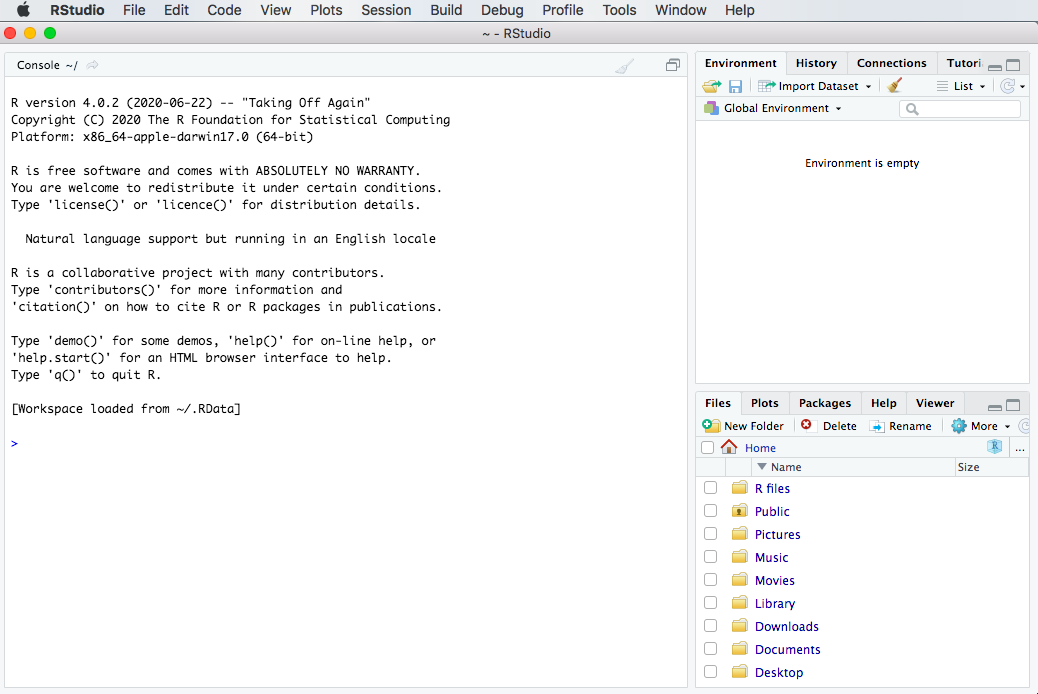 RStudio File Edit Code View Plots Session Build Debug Profile Tools Window Help
~ - RStudio
Console ~/
R version 4.0.2 (2020-06-22) -- "Taking Off Again"
Copyright (C) 2020 The R Foundation for Statistical Computing
Platform: x86_64-apple-darwin17.0 (64-bit)
R is free software and comes with ABSOLUTELY NO WARRANTY.
You are welcome to redistribute it under certain conditions.
Type 'license()' or 'licence()' for distribution details.
Natural language support but running in an English locale
R is a collaborative project with many contributors.
Type 'contributors()' for more information and
'citation()' on how to cite R or R packages in publications.
Type 'demo()' for some demos, 'help()' for on-line help, or
'help.start()' for an HTML browser interface to help.
Type 'q()' to quit R.
[Workspace loaded from ~/.RData]
>
Environment History Connections Tutori
Import Dataset List
Global Environment
Environment is empty
Files Plots Packages Help Viewer
New Folder Delete Rename More
Home R ...
Name Size
R files
Public
Pictures
Music
Movies
Library
Downloads
Documents
Desktop